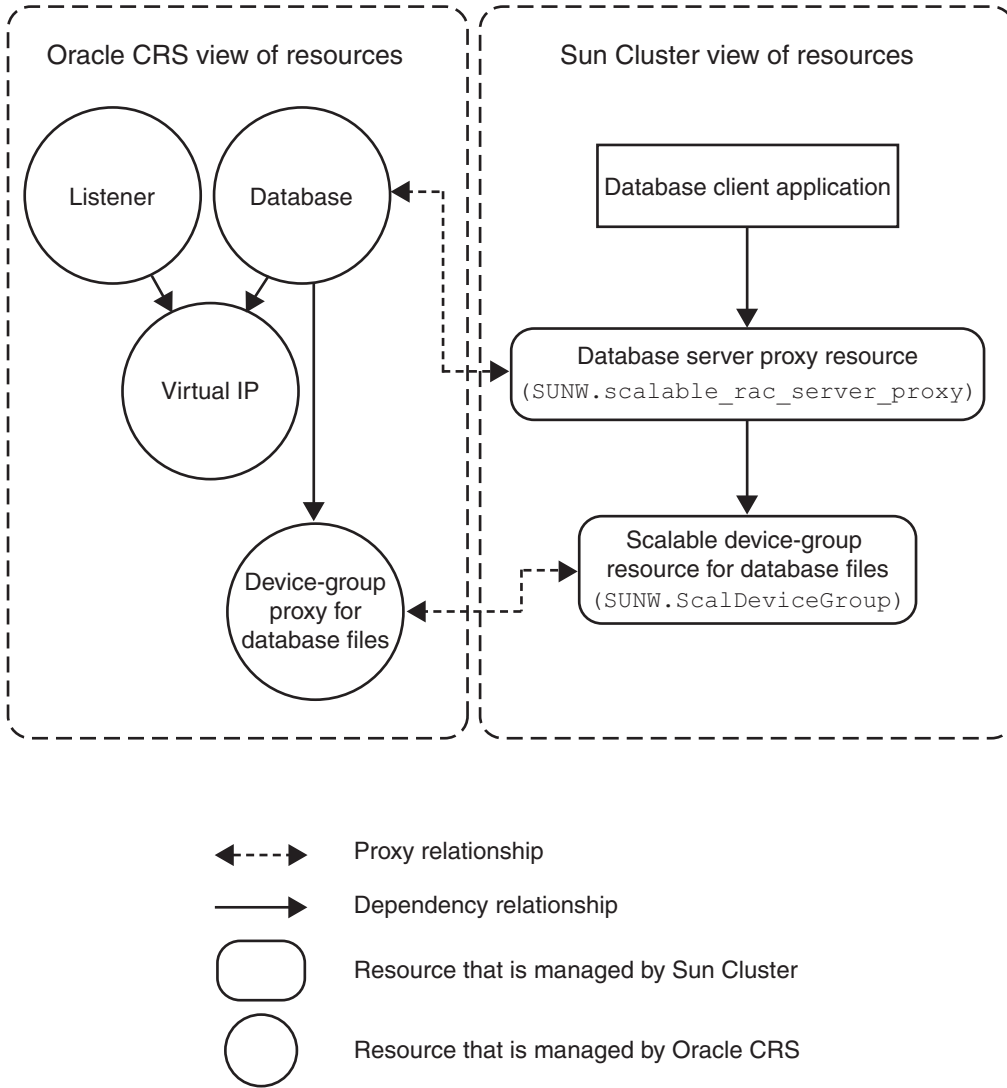 Oracle CRS view of resources
Listener
Database
Virtual IP
Device-group
proxy for
database files
Sun Cluster view of resources
Database client application
Database server proxy resource
(SUNW.scalable_rac_server_proxy)
Scalable device-group
resource for database files
(SUNW.ScalDeviceGroup)
Proxy relationship
Dependency relationship
Resource that is managed by Sun Cluster
Resource that is managed by Oracle CRS